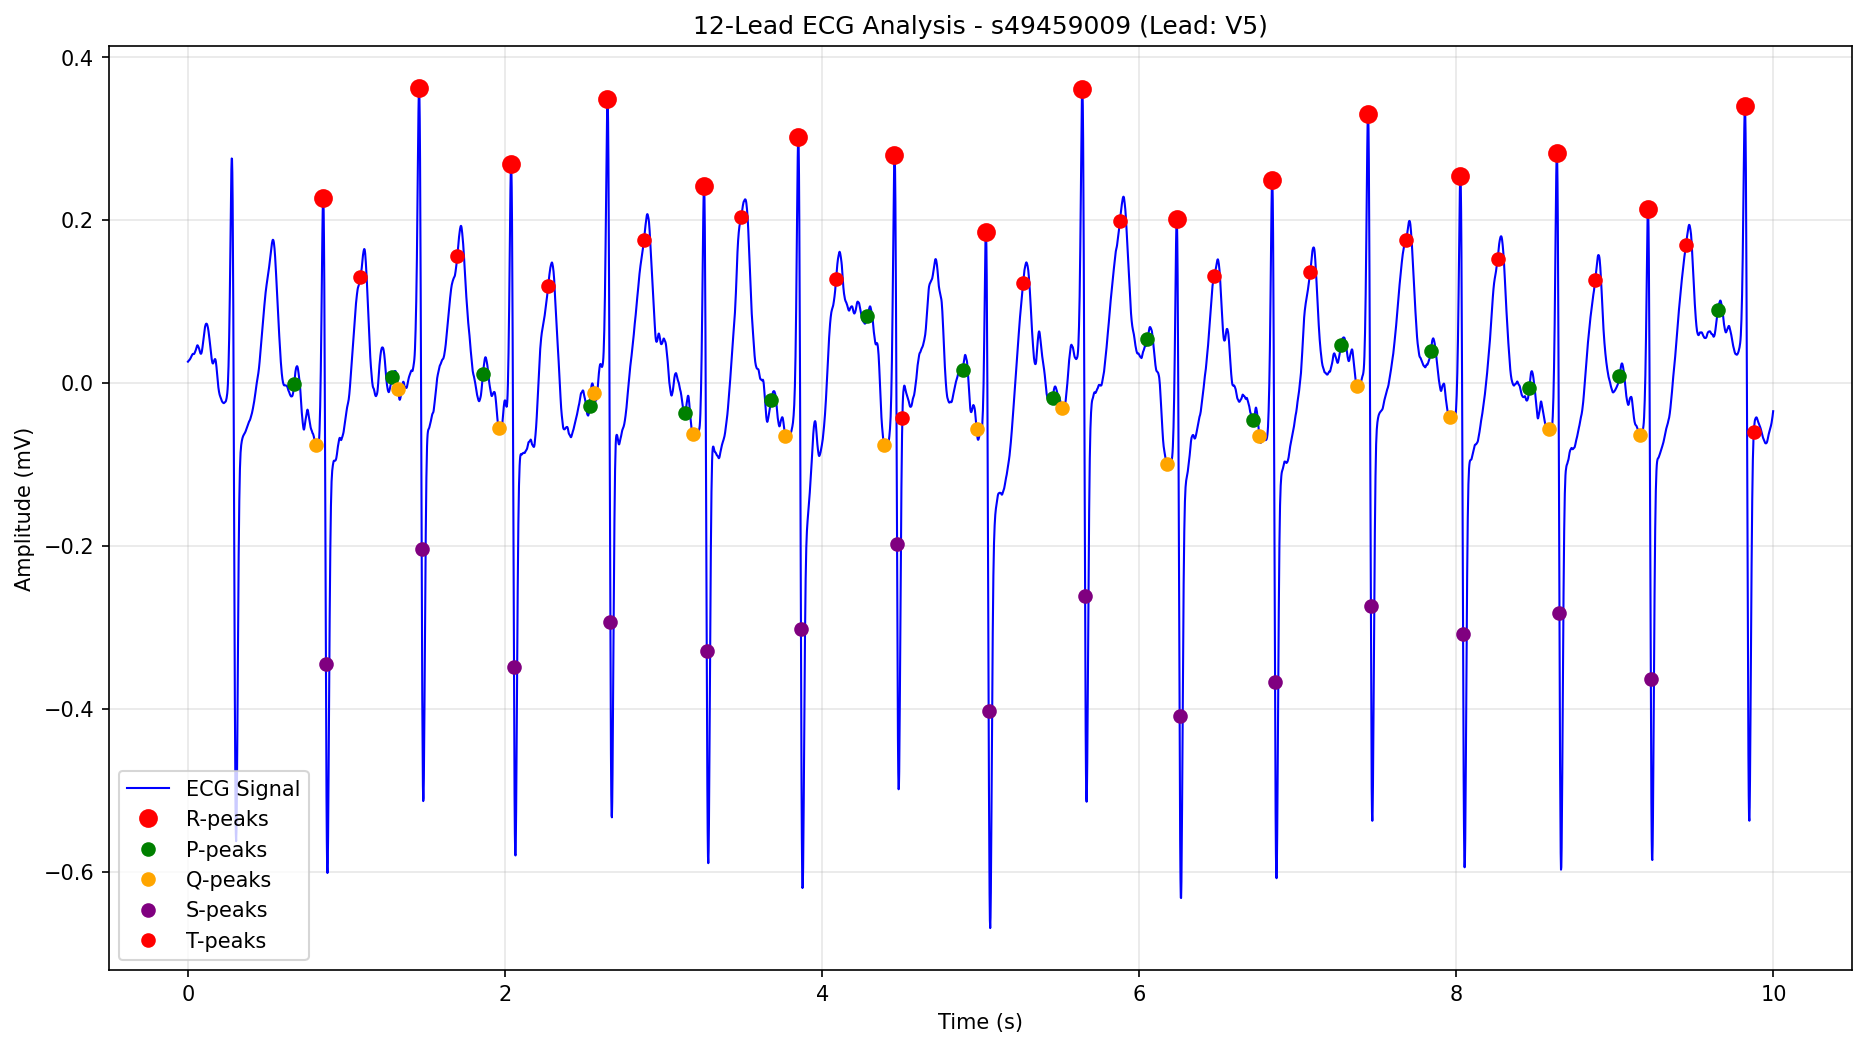 12-Lead ECG Analysis - s49459009 (Lead: V5)
0.4
0.2
0.0
−0.2
−0.4
−0.6
Amplitude (mV)
ECG Signal
R-peaks
P-peaks
Q-peaks
S-peaks
T-peaks
0 2 4 6 8 10
Time (s)